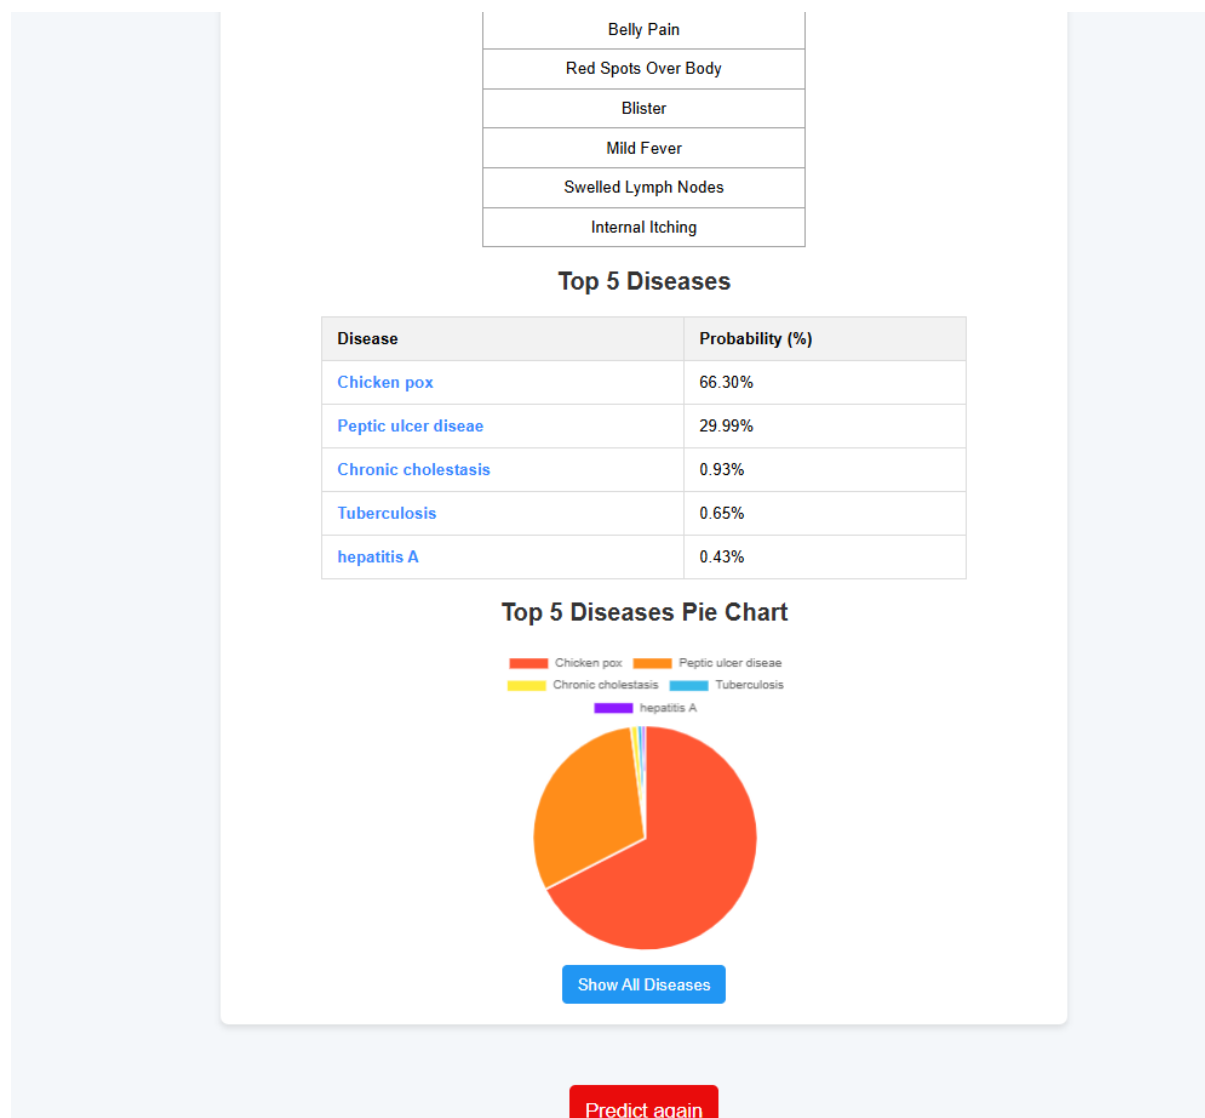 Belly Pain
Red Spots Over Body
Blister
Mild Fever
Swelled Lymph Nodes
Internal Itching
Top 5 Diseases
Disease Probability (%)
Chicken pox 66.30%
Peptic ulcer diseae 29.99%
Chronic cholestasis 0.93%
Tuberculosis 0.65%
hepatitis A 0.43%
Top 5 Diseases Pie Chart
Chicken pox Peptic ulcer diseae
Chronic cholestasis Tuberculosis
hepatitis A
Show All Diseases
Predict again